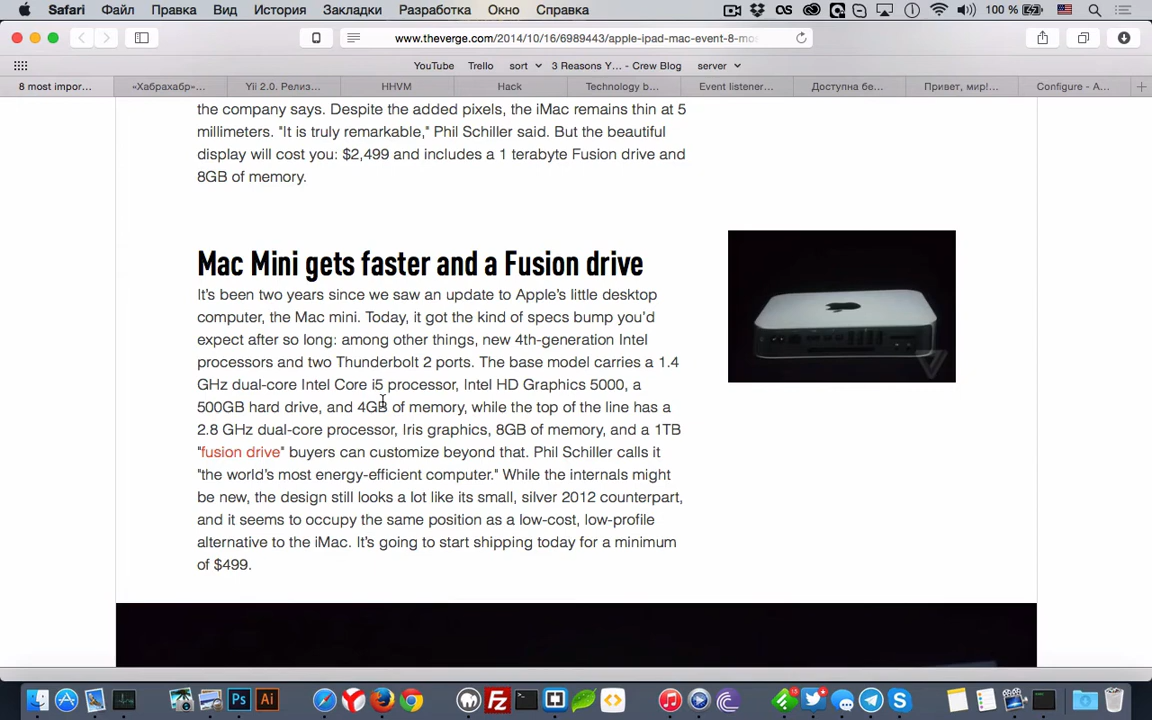 Safari Файл Правка Вид История Закладки Разработка Окно Справка 100 %
www.theverge.com/2014/10/16/6989443/apple-ipad-mac-event-8-mos
YouTube Trello sort 3 Reasons Y… - Crew Blog server
8 most impor... «Хабрахабр»... Yii 2.0. Релиз... HHVM Hack Technology b... Event listener... Доступна бе... Привет, мир!... Configure - A...
the company says. Despite the added pixels, the iMac remains thin at 5
millimeters. "It is truly remarkable," Phil Schiller said. But the beautiful
display will cost you: $2,499 and includes a 1 terabyte Fusion drive and
8GB of memory.
Mac Mini gets faster and a Fusion drive
It's been two years since we saw an update to Apple's little desktop
computer, the Mac mini. Today, it got the kind of specs bump you'd
expect after so long: among other things, new 4th-generation Intel
processors and two Thunderbolt 2 ports. The base model carries a 1.4
GHz dual-core Intel Core i5 processor, Intel HD Graphics 5000, a
500GB hard drive, and 4GB of memory, while the top of the line has a
2.8 GHz dual-core processor, Iris graphics, 8GB of memory, and a 1TB
"fusion drive" buyers can customize beyond that. Phil Schiller calls it
"the world's most energy-efficient computer." While the internals might
be new, the design still looks a lot like its small, silver 2012 counterpart,
and it seems to occupy the same position as a low-cost, low-profile
alternative to the iMac. It's going to start shipping today for a minimum
of $499.
Ps Ai Fz